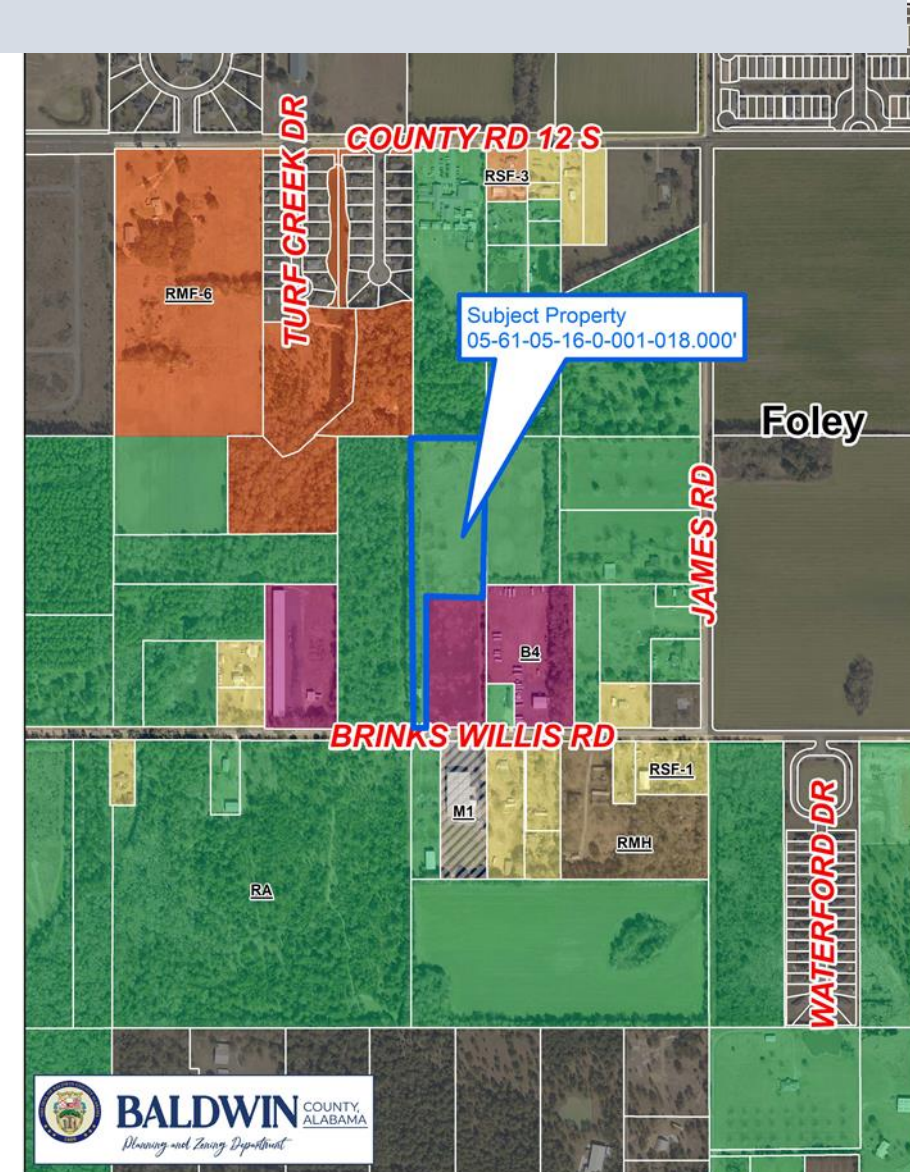 COUNTY RD 12 S
TURF CREEK DR
RSF-3
RMF-6
Subject Property
05-61-05-16-0-001-018.000'
Foley
JAMES RD
B4
BRINKS WILLIS RD
RSF-1
M1
RMH
RA
WATERFORD DR
BALDWIN COUNTY,
ALABAMA
Planning and Zoning Department